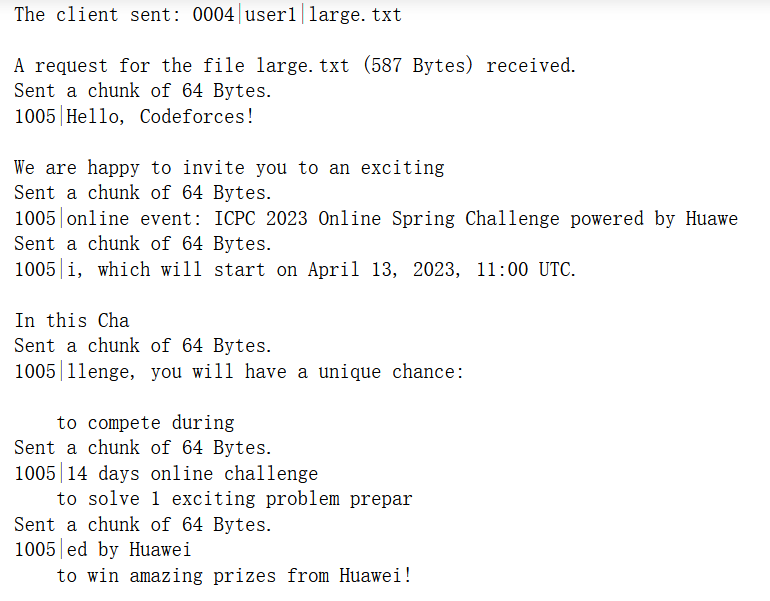 The client sent: 0004|user1|large.txt
A request for the file large.txt (587 Bytes) received.
Sent a chunk of 64 Bytes.
1005|Hello, Codeforces!
We are happy to invite you to an exciting
Sent a chunk of 64 Bytes.
1005|online event: ICPC 2023 Online Spring Challenge powered by Huawe
Sent a chunk of 64 Bytes.
1005|i, which will start on April 13, 2023, 11:00 UTC.
In this Cha
Sent a chunk of 64 Bytes.
1005|llenge, you will have a unique chance:
to compete during
Sent a chunk of 64 Bytes.
1005|14 days online challenge
to solve 1 exciting problem prepar
Sent a chunk of 64 Bytes.
1005|ed by Huawei
to win amazing prizes from Huawei!